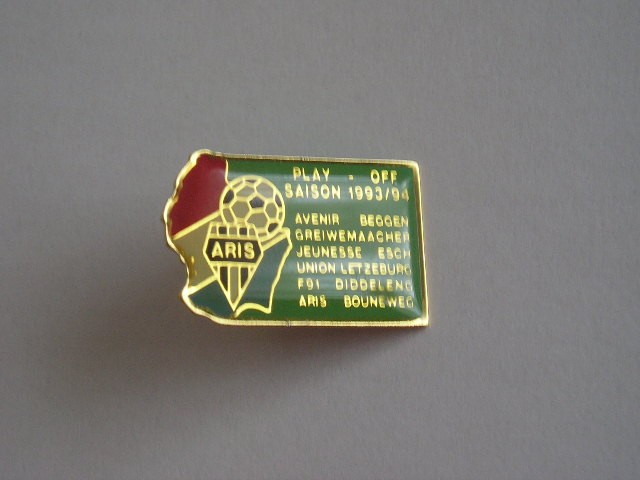 PLAY - OFF
SAISON 1993/94
ARIS
AVENIR BEGGEN
GREIWEMAACHER
JEUNESSE ESCH
UNION LETZEBURG
F91 DIDDELENG
ARIS BOUNEWEG